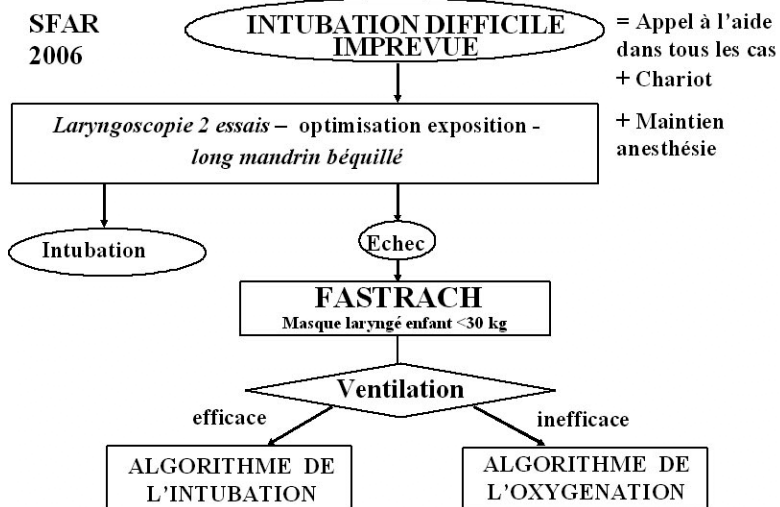 SFAR
2006
INTUBATION DIFFICILE
IMPREVUE
= Appel à l'aide
dans tous les cas
+ Chariot
+ Maintien
anesthésie
Laryngoscopie 2 essais – optimisation exposition -
long mandrin béquillé
Intubation
Echec
FASTRACH
Masque laryngé enfant <30 kg
Ventilation
efficace
inefficace
ALGORITHME DE
L'INTUBATION
ALGORITHME DE
L'OXYGENATION